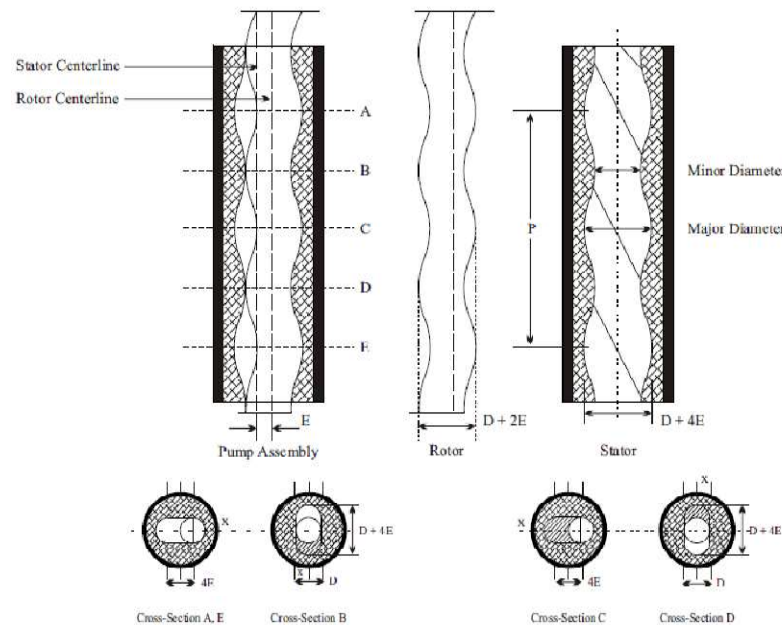 Stator Centerline
Rotor Centerline
A
B
C
D
E
P
Minor Diameter
Major Diameter
E
D + 2E
D + 4E
Pump Assembly
Rotor
Stator
X
D + 4E
X
4E
D
X
X
D + 4E
4E
D
Cross-Section A, E
Cross-Section B
Cross-Section C
Cross-Section D